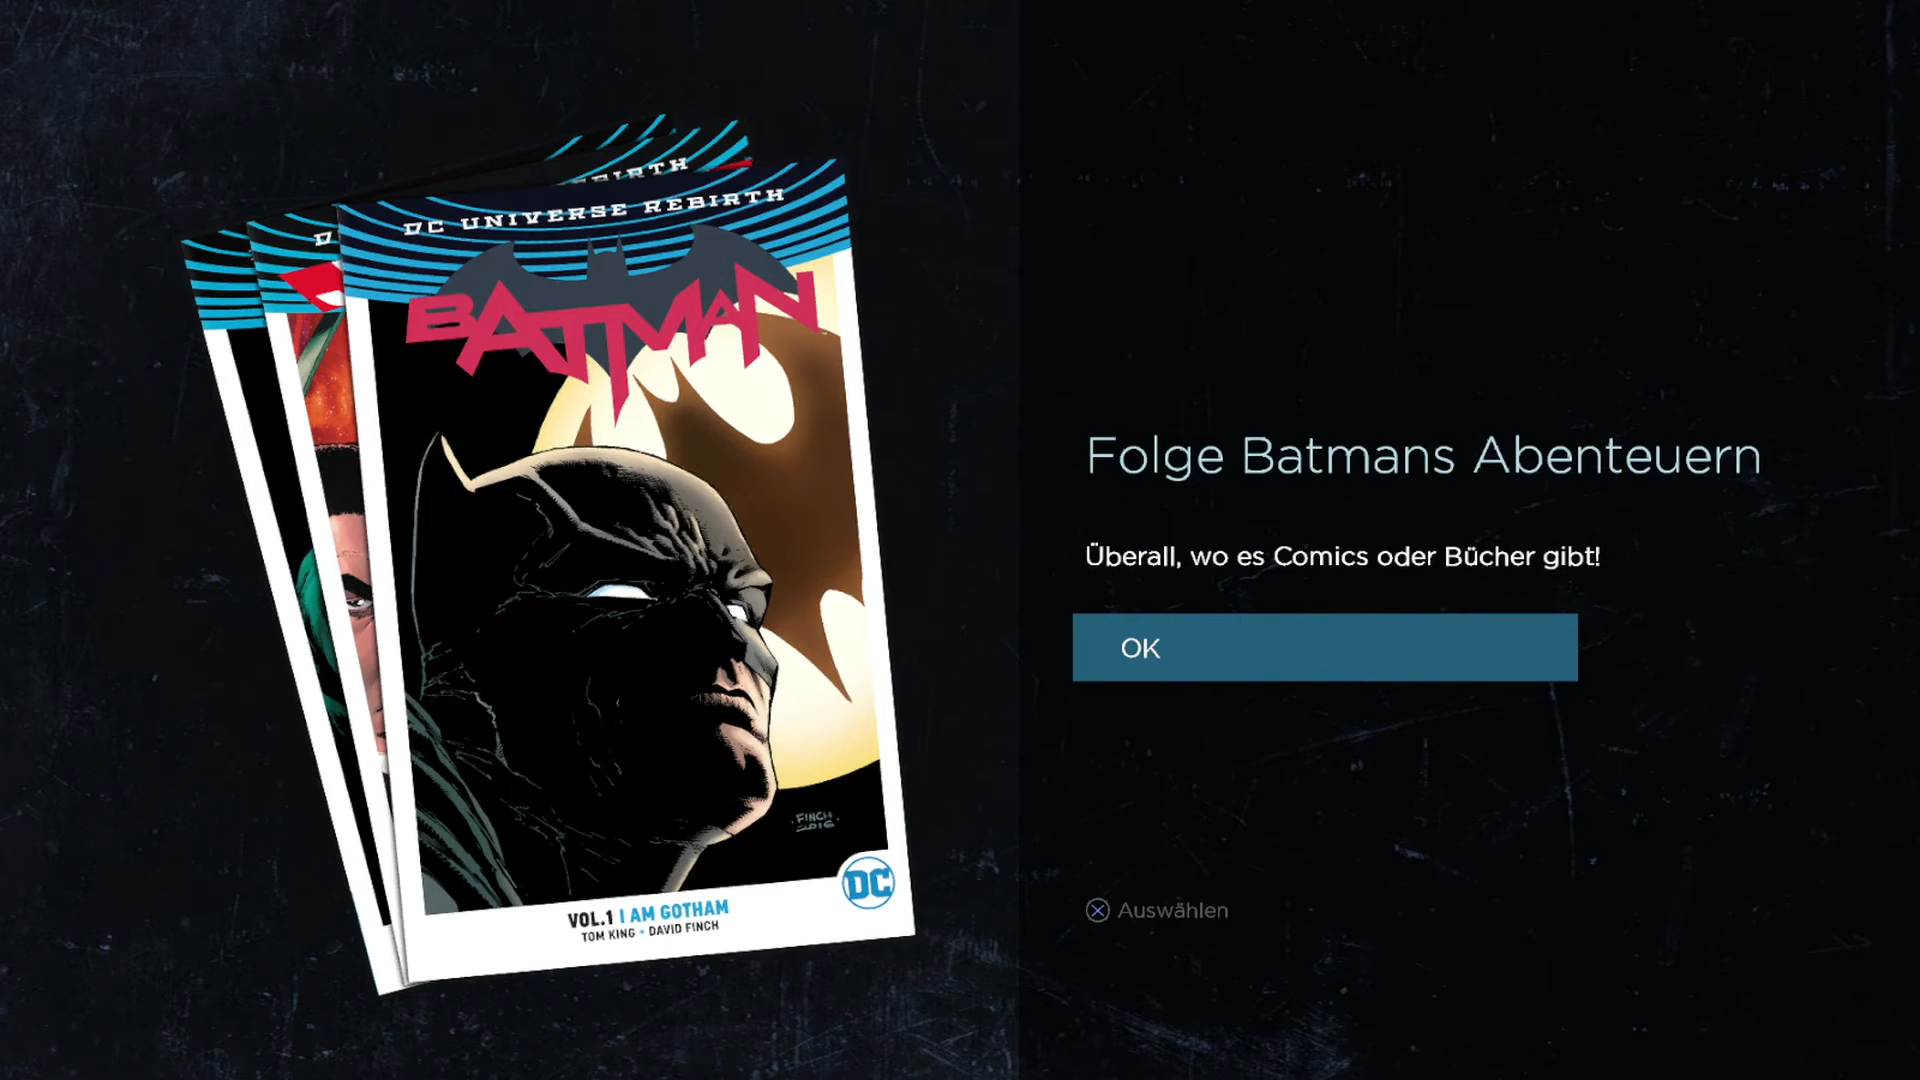 DC UNIVERSE REBIRTH
BATMAN
FINCH
2016
DC
VOL.1 I AM GOTHAM
TOM KING • DAVID FINCH
Folge Batmans Abenteuern
Überall, wo es Comics oder Bücher gibt!
OK
Auswählen